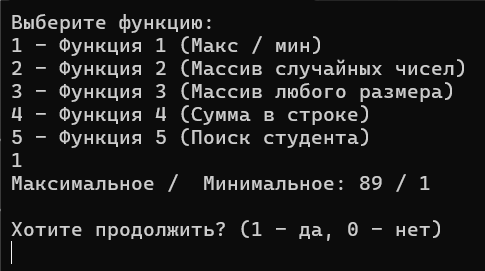 Выберите функцию:
1 - Функция 1 (Макс / мин)
2 - Функция 2 (Массив случайных чисел)
3 - Функция 3 (Массив любого размера)
4 - Функция 4 (Сумма в строке)
5 - Функция 5 (Поиск студента)
1
Максимальное /  Минимальное: 89 / 1
Хотите продолжить? (1 - да, 0 - нет)